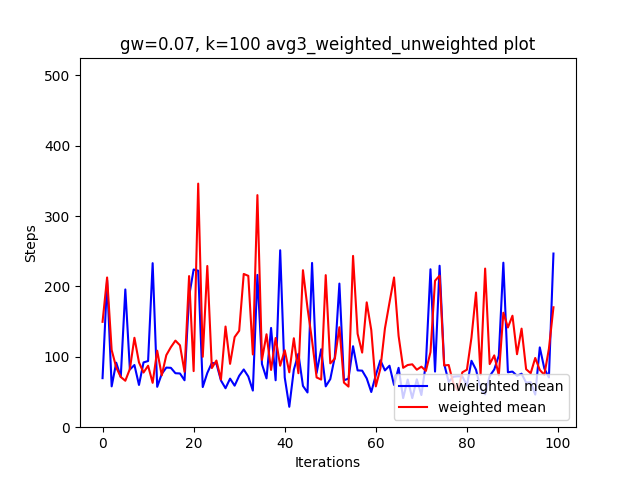 gw=0.07, k=100 avg3_weighted_unweighted plot
500
400
300
200
100
0
Steps
0 20 40 60 80 100
Iterations
unweighted mean
weighted mean